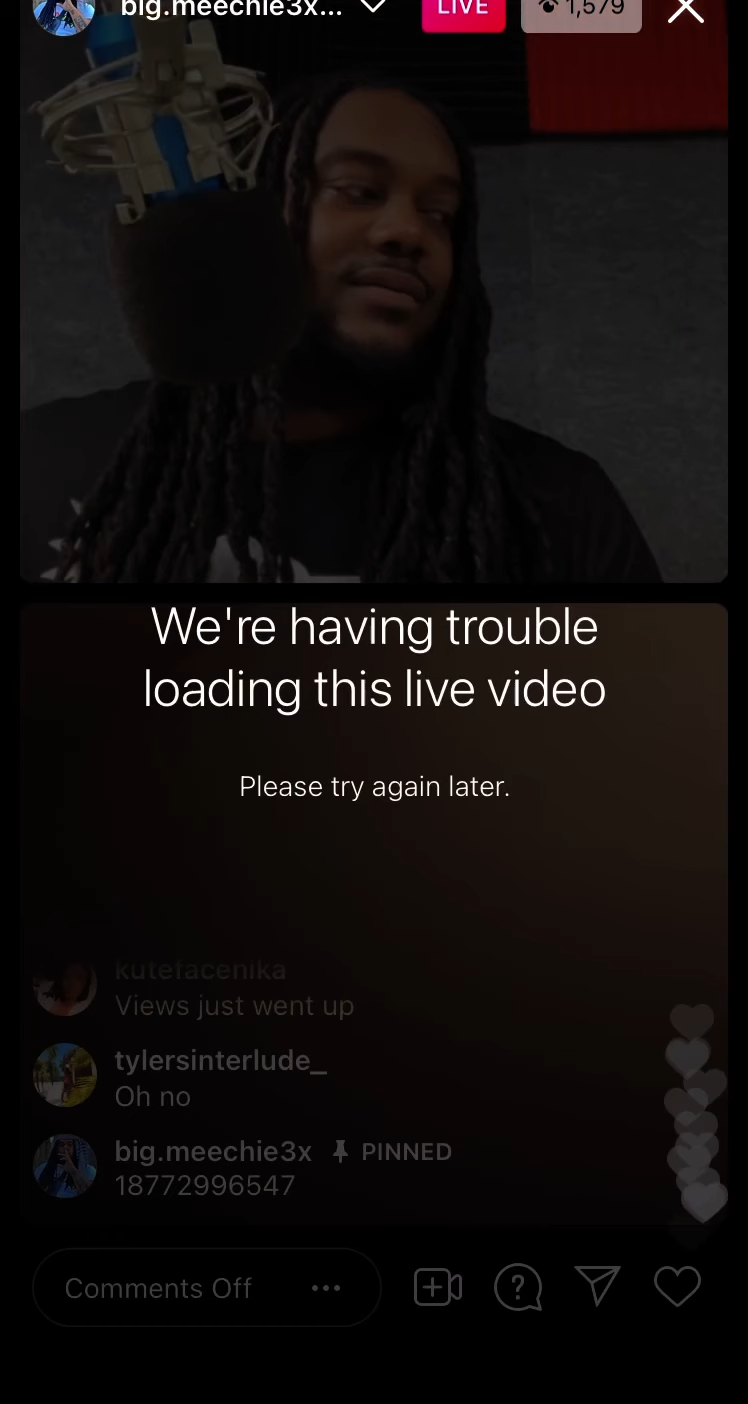 big.meechie3x...
LIVE
1,579
We're having trouble
loading this live video
Please try again later.
kutefacenika
Views just went up
tylersinterlude_
Oh no
big.meechie3x PINNED
18772996547
Comments Off